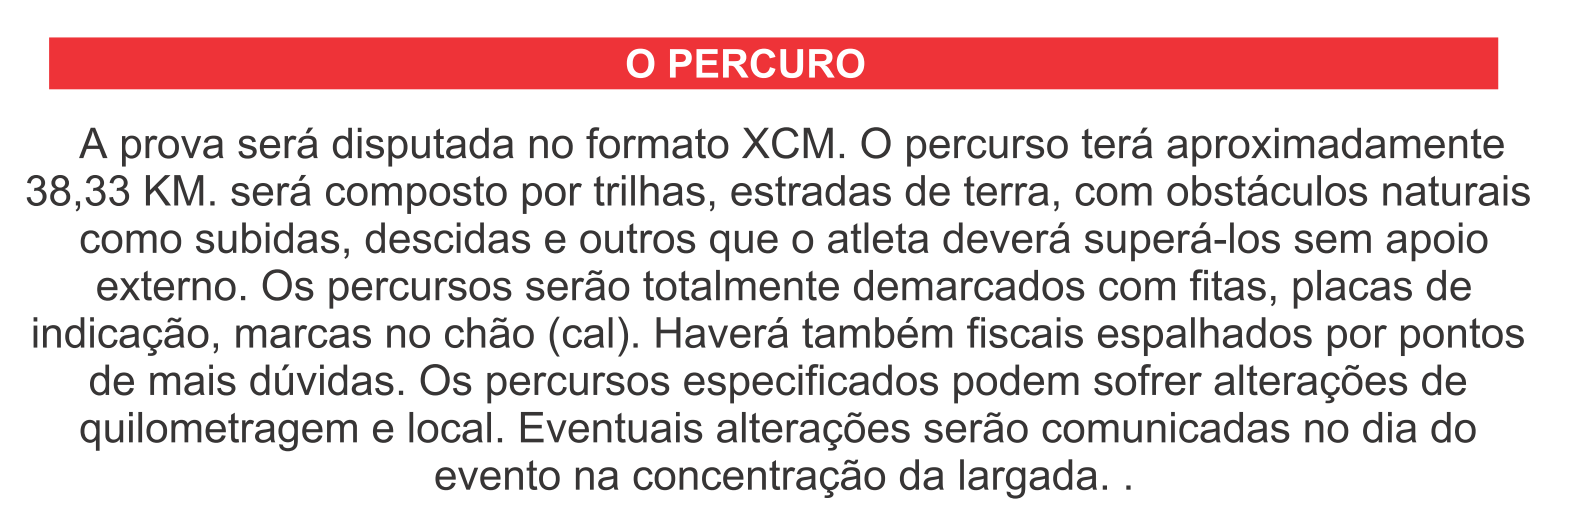 O PERCURO
A prova será disputada no formato XCM. O percurso terá aproximadamente
38,33 KM. será composto por trilhas, estradas de terra, com obstáculos naturais
como subidas, descidas e outros que o atleta deverá superá-los sem apoio
externo. Os percursos serão totalmente demarcados com fitas, placas de
indicação, marcas no chão (cal). Haverá também fiscais espalhados por pontos
de mais dúvidas. Os percursos especificados podem sofrer alterações de
quilometragem e local. Eventuais alterações serão comunicadas no dia do
evento na concentração da largada. .